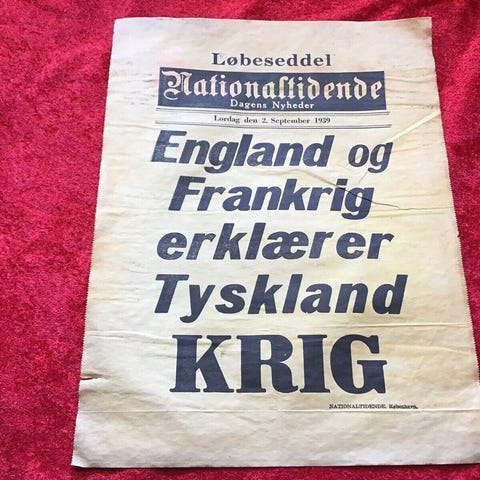 Løbeseddel
Nationaltidende
Dagens Nyheder
Lørdag den 2. September 1939
England og
Frankrig
erklærer
Tyskland
KRIG
NATIONALTIDENDE. København.